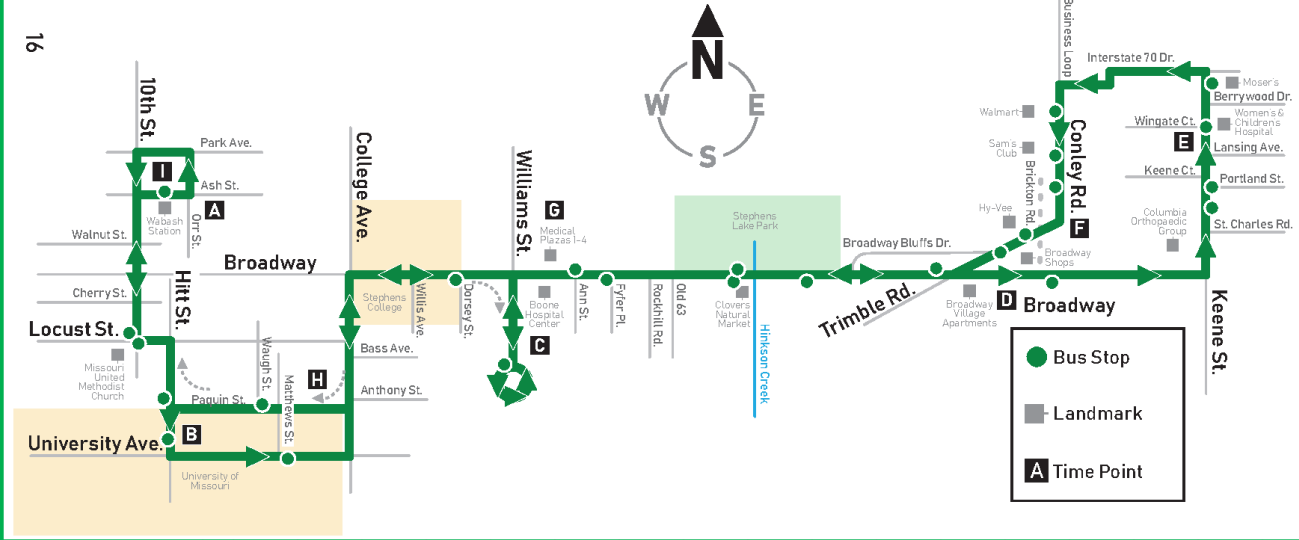 16
10th St.
Park Ave.
I
Ash St.
A
Wabash
Station
Orr St.
Walnut St.
Broadway
Cherry St.
Hitt St.
Locust St.
Missouri
United
Methodist
Church
Waugh St.
Matthews St.
Paquin St.
H
B
University Ave.
University of
Missouri
College Ave.
Bass Ave.
Anthony St.
Stephens
College
Willis Ave.
Dorsey St.
Williams St.
G
Medical
Plazas 1-4
Boone
Hospital
Center
C
Ann St.
Fyfer Pl.
Rockhill Rd.
Old 63
N
W
E
S
Stephens
Lake Park
Clovers
Natural
Market
Hinkson Creek
Broadway Bluffs Dr.
Trimble Rd.
Broadway
Village
Apartments
D
Broadway
Business Loop
Interstate 70 Dr.
Walmart
Sam's
Club
Conley Rd.
Brickton Rd.
Hy-Vee
F
Broadway
Shops
Moser's
Berrywood Dr.
Wingate Ct.
Women's &
Children's
Hospital
E
Lansing Ave.
Keene Ct.
Portland St.
Columbia
Orthopaedic
Group
St. Charles Rd.
Keene St.
Bus Stop
Landmark
A Time Point